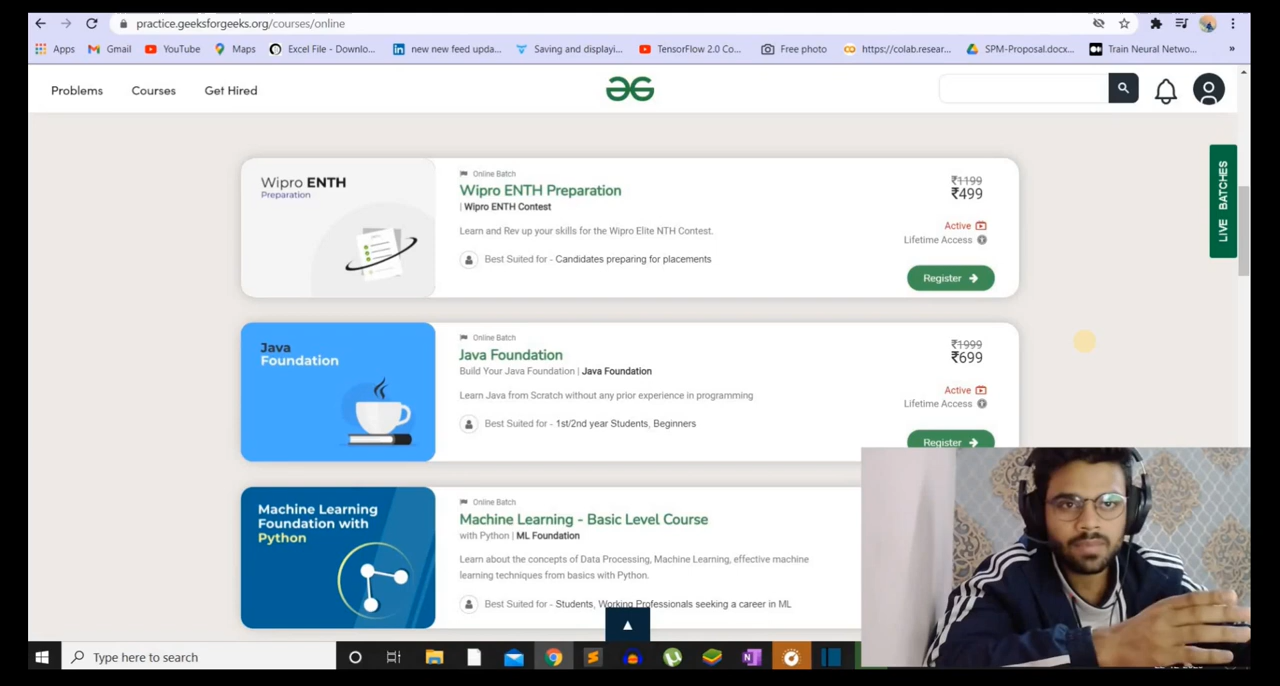 practice.geeksforgeeks.org/courses/online
Apps Gmail YouTube Maps Excel File - Downlo... new new feed upda... Saving and displayi... TensorFlow 2.0 Co... Free photo https://colab.resear... SPM-Proposal.docx... Train Neural Netwo... »
Problems Courses Get Hired
LIVE BATCHES
Wipro ENTH
Preparation
Online Batch
Wipro ENTH Preparation
| Wipro ENTH Contest
Learn and Rev up your skills for the Wipro Elite NTH Contest.
Best Suited for - Candidates preparing for placements
₹1199
₹499
Active
Lifetime Access
Register
Java
Foundation
Online Batch
Java Foundation
Build Your Java Foundation | Java Foundation
Learn Java from Scratch without any prior experience in programming
Best Suited for - 1st/2nd year Students, Beginners
₹1999
₹699
Active
Lifetime Access
Register
Machine Learning
Foundation with
Python
Online Batch
Machine Learning - Basic Level Course
with Python | ML Foundation
Learn about the concepts of Data Processing, Machine Learning, effective machine
learning techniques from basics with Python.
Best Suited for - Students, Working Professionals seeking a career in ML
Type here to search